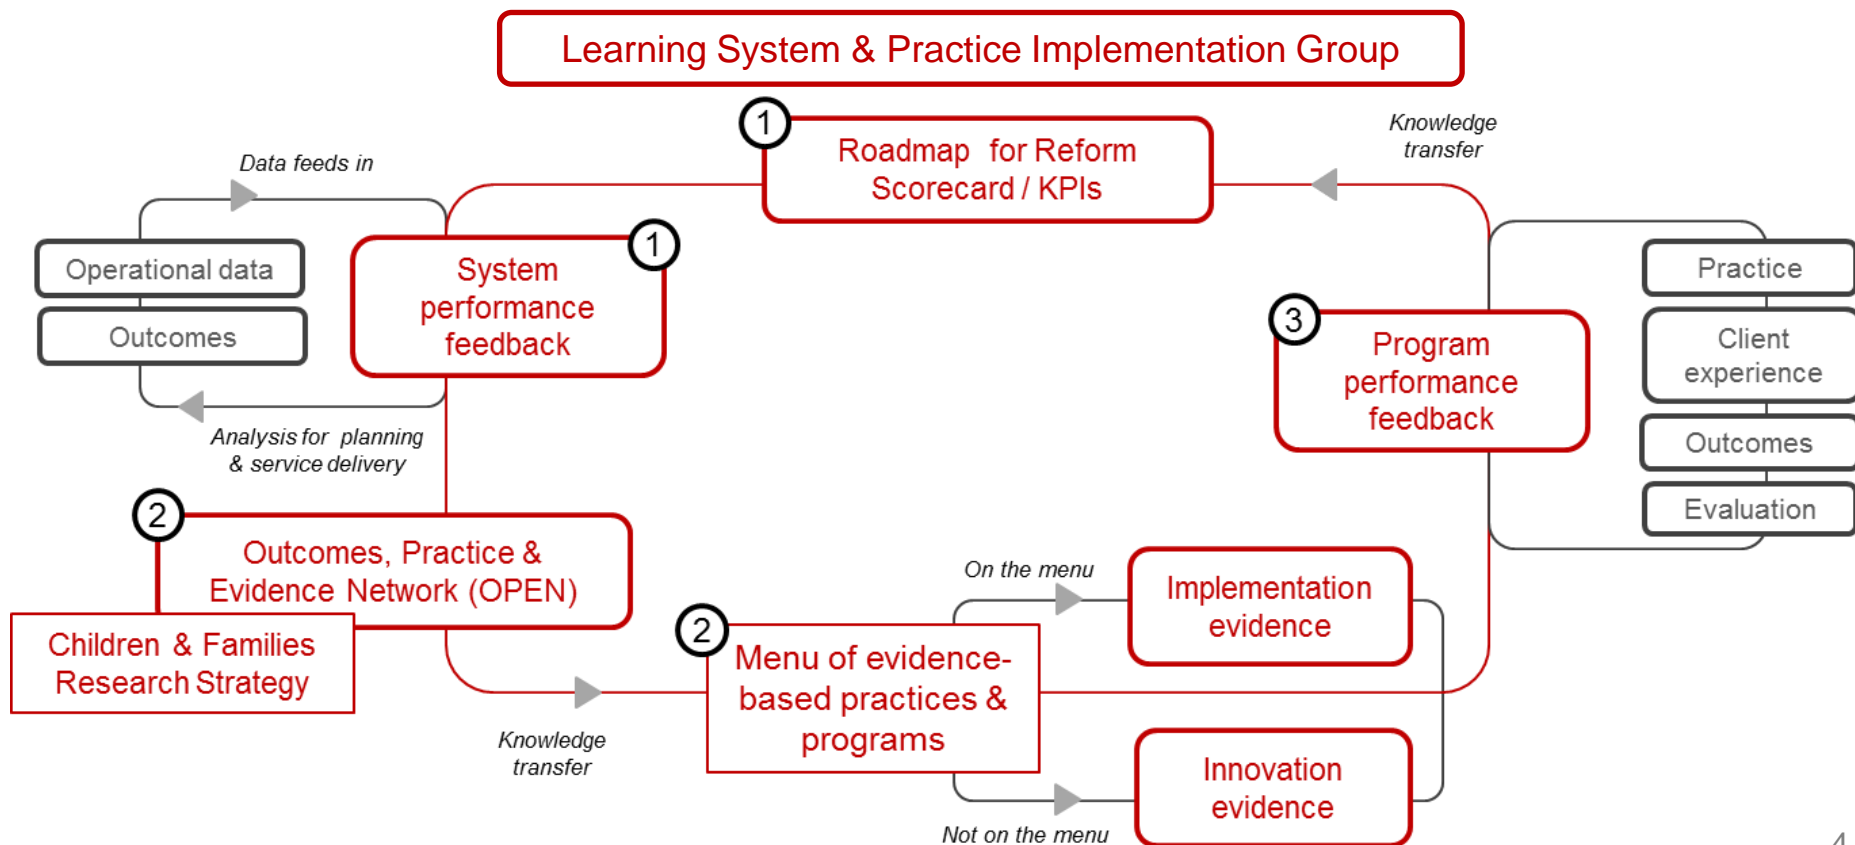 Learning System & Practice Implementation Group
1
Roadmap for Reform
Scorecard / KPIs
Knowledge
transfer
Data feeds in
Operational data
Outcomes
1
System
performance
feedback
Analysis for planning
& service delivery
3
Program
performance
feedback
Practice
Client
experience
Outcomes
Evaluation
2
Outcomes, Practice &
Evidence Network (OPEN)
Children & Families
Research Strategy
Knowledge
transfer
2
Menu of evidence-
based practices &
programs
On the menu
Implementation
evidence
Not on the menu
Innovation
evidence
4